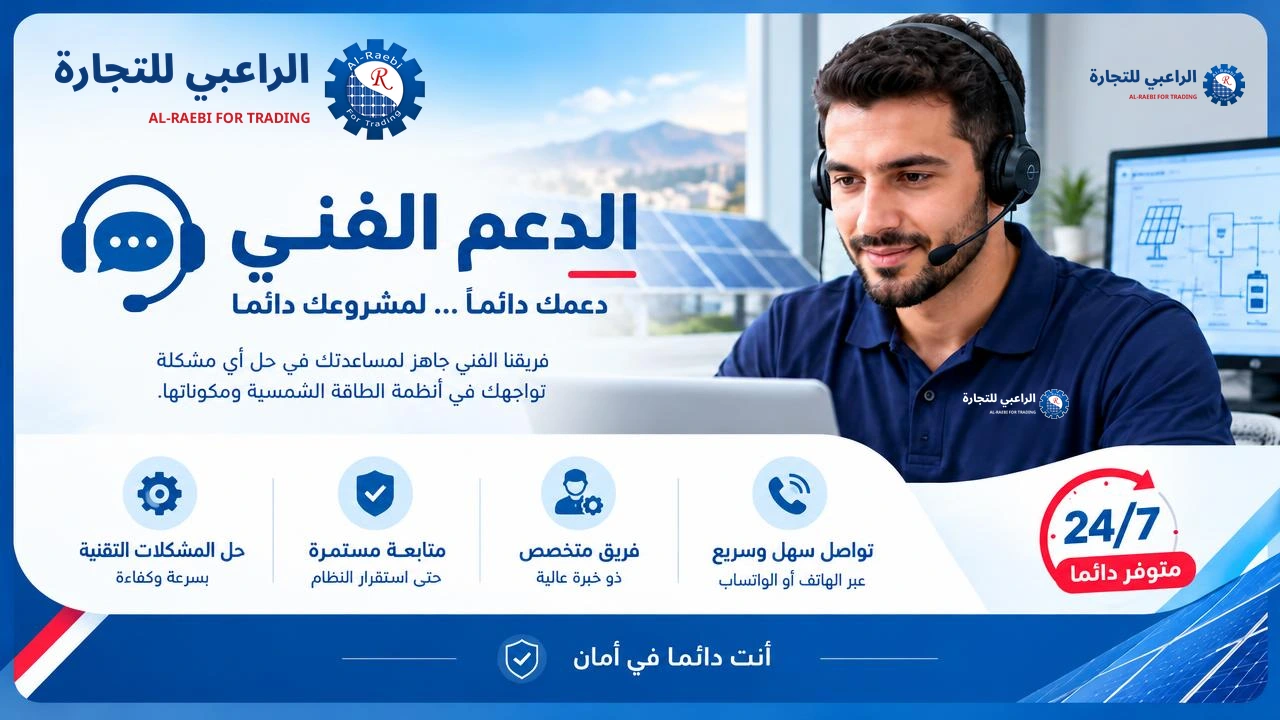 الراعبي للتجارة
AL-RAEBI FOR TRADING
Al-Raebi
R
For Trading
الراعبي للتجارة
AL-RAEBI FOR TRADING
الدعم الفني
دعمك دائماً ... لمشروعك دائما
فريقنا الفني جاهز لمساعدتك في حل أي مشكلة
تواجهك في أنظمة الطاقة الشمسية ومكوناتها.
الراعبي للتجارة
AL-RAEBI FOR TRADING
تواصل سهل وسريع
عبر الهاتف أو الواتساب
فريق متخصص
ذو خبرة عالية
متابعة مستمرة
حتى استقرار النظام
حل المشكلات التقنية
بسرعة وكفاءة
24/7
متوفر دائما
أنت دائما في أمان